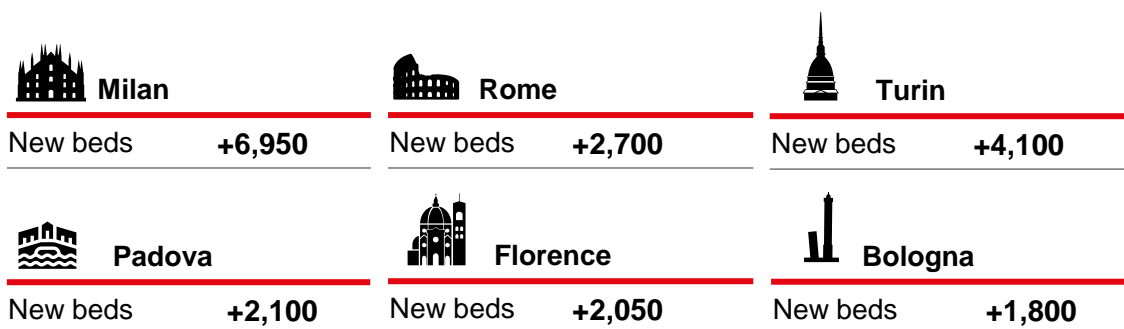 Milan
New beds +6,950
Rome
New beds +2,700
Turin
New beds +4,100
Padova
New beds +2,100
Florence
New beds +2,050
Bologna
New beds +1,800